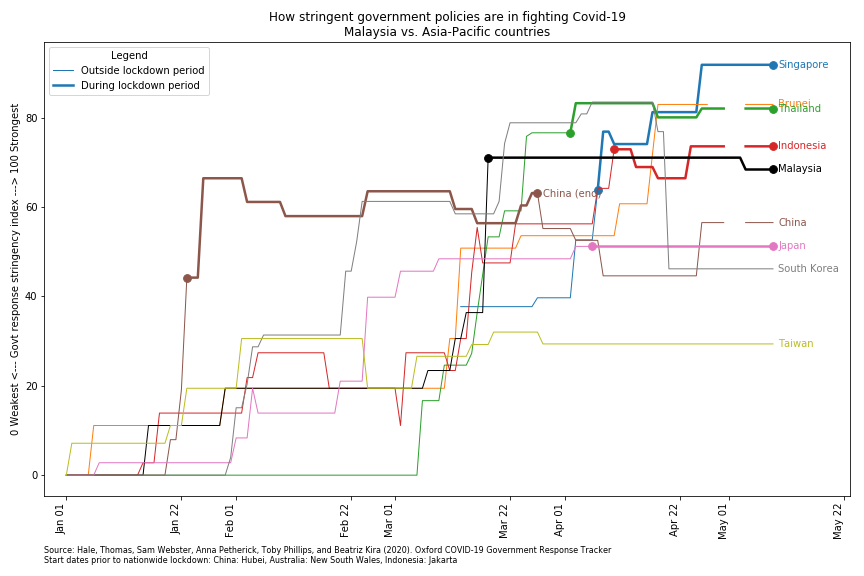 How stringent government policies are in fighting Covid-19
Malaysia vs. Asia-Pacific countries
Legend
Outside lockdown period
During lockdown period
0 Weakest <--- Govt response stringency index ---> 100 Strongest
80
60
40
20
0
Singapore
Brunei
Thailand
Indonesia
Malaysia
China (end)
China
Japan
South Korea
Taiwan
Jan 01
Jan 22
Feb 01
Feb 22
Mar 01
Mar 22
Apr 01
Apr 22
May 01
May 22
Source: Hale, Thomas, Sam Webster, Anna Petherick, Toby Phillips, and Beatriz Kira (2020). Oxford COVID-19 Government Response Tracker
Start dates prior to nationwide lockdown: China: Hubei, Australia: New South Wales, Indonesia: Jakarta